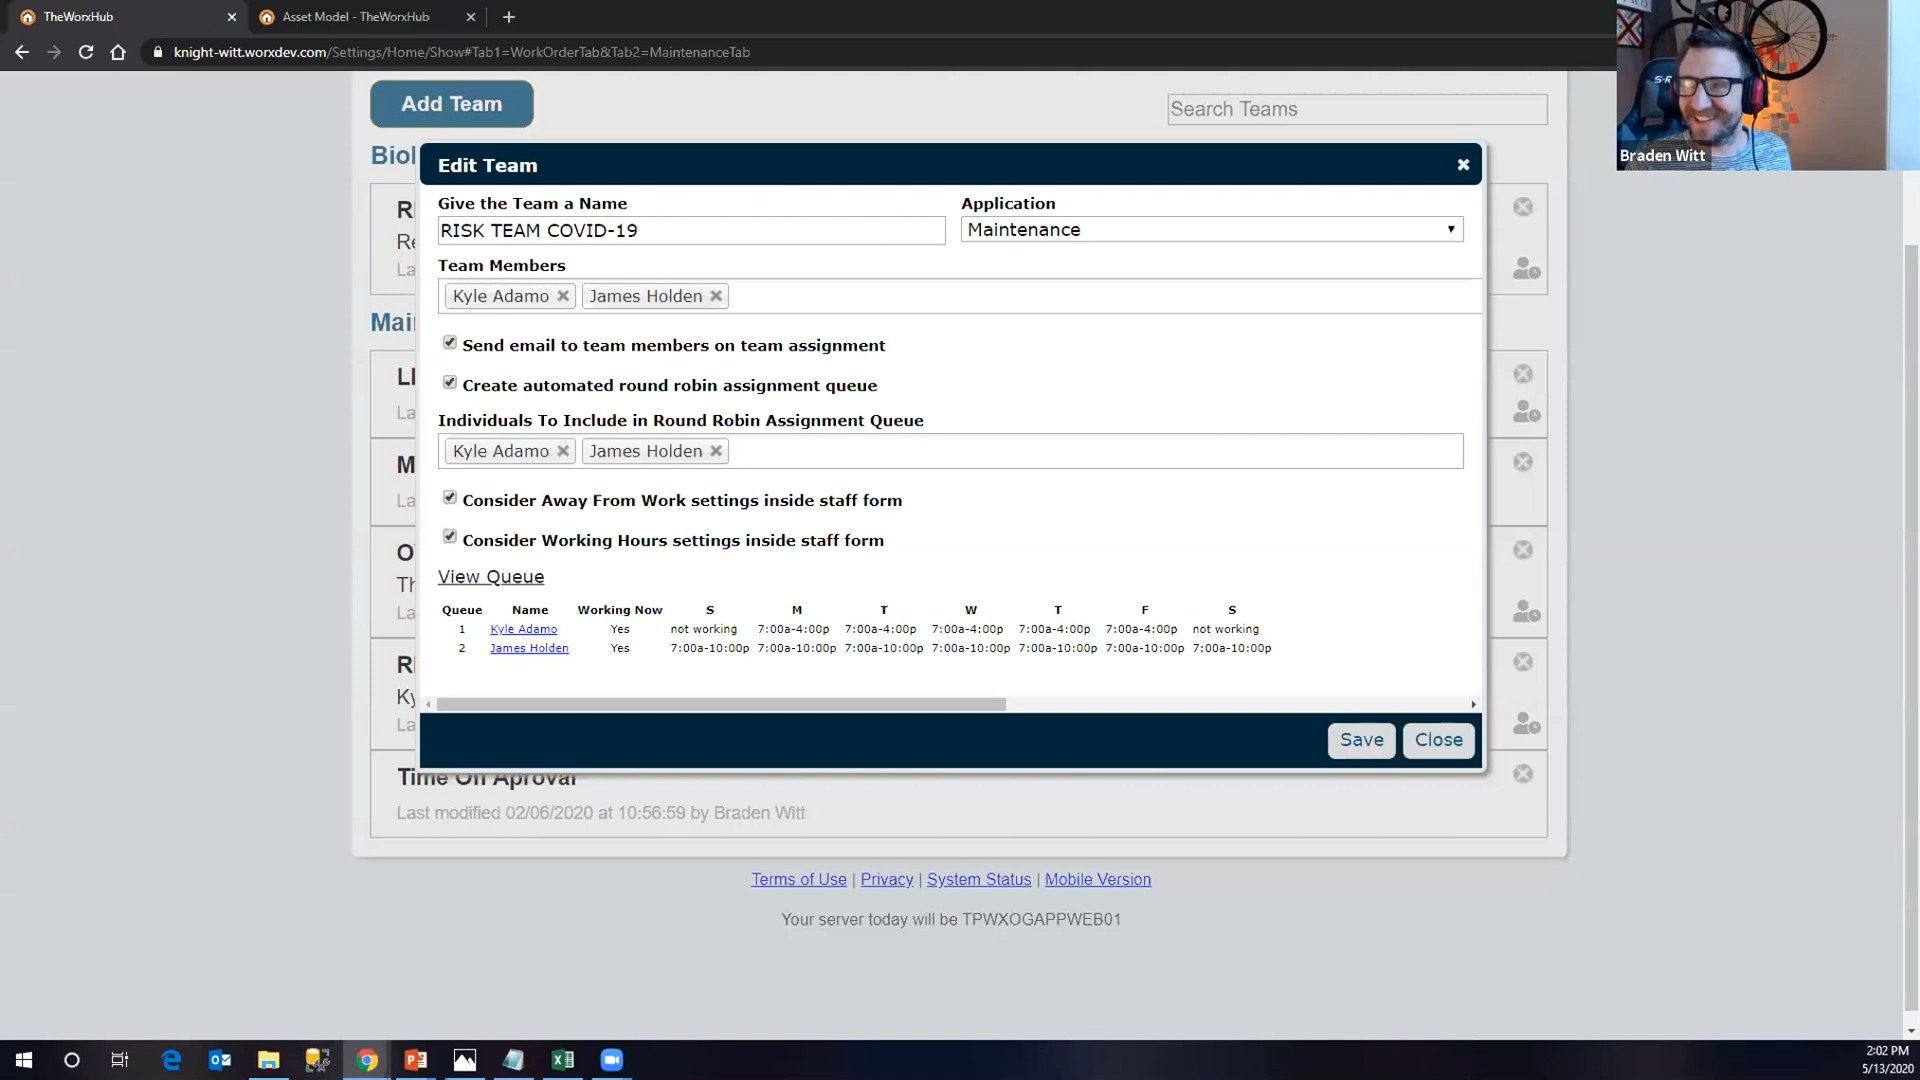 TheWorxHub
Asset Model - TheWorxHub
knight-witt.worxdev.com/Settings/Home/Show#Tab1=WorkOrderTab&Tab2=MaintenanceTab
Add Team
Search Teams
Braden Witt
Edit Team
Give the Team a Name
Application
RISK TEAM COVID-19
Maintenance
Team Members
Kyle Adamo
James Holden
Send email to team members on team assignment
Create automated round robin assignment queue
Individuals To Include in Round Robin Assignment Queue
Kyle Adamo
James Holden
Consider Away From Work settings inside staff form
Consider Working Hours settings inside staff form
View Queue
Queue Name Working Now S M T W T F S
1 Kyle Adamo Yes not working 7:00a-4:00p 7:00a-4:00p 7:00a-4:00p 7:00a-4:00p 7:00a-4:00p not working
2 James Holden Yes 7:00a-10:00p 7:00a-10:00p 7:00a-10:00p 7:00a-10:00p 7:00a-10:00p 7:00a-10:00p 7:00a-10:00p
Save Close
Time On Aproval
Last modified 02/06/2020 at 10:56:59 by Braden Witt
Terms of Use | Privacy | System Status | Mobile Version
Your server today will be TPWXOGAPPWEB01
2:02 PM
5/13/2020